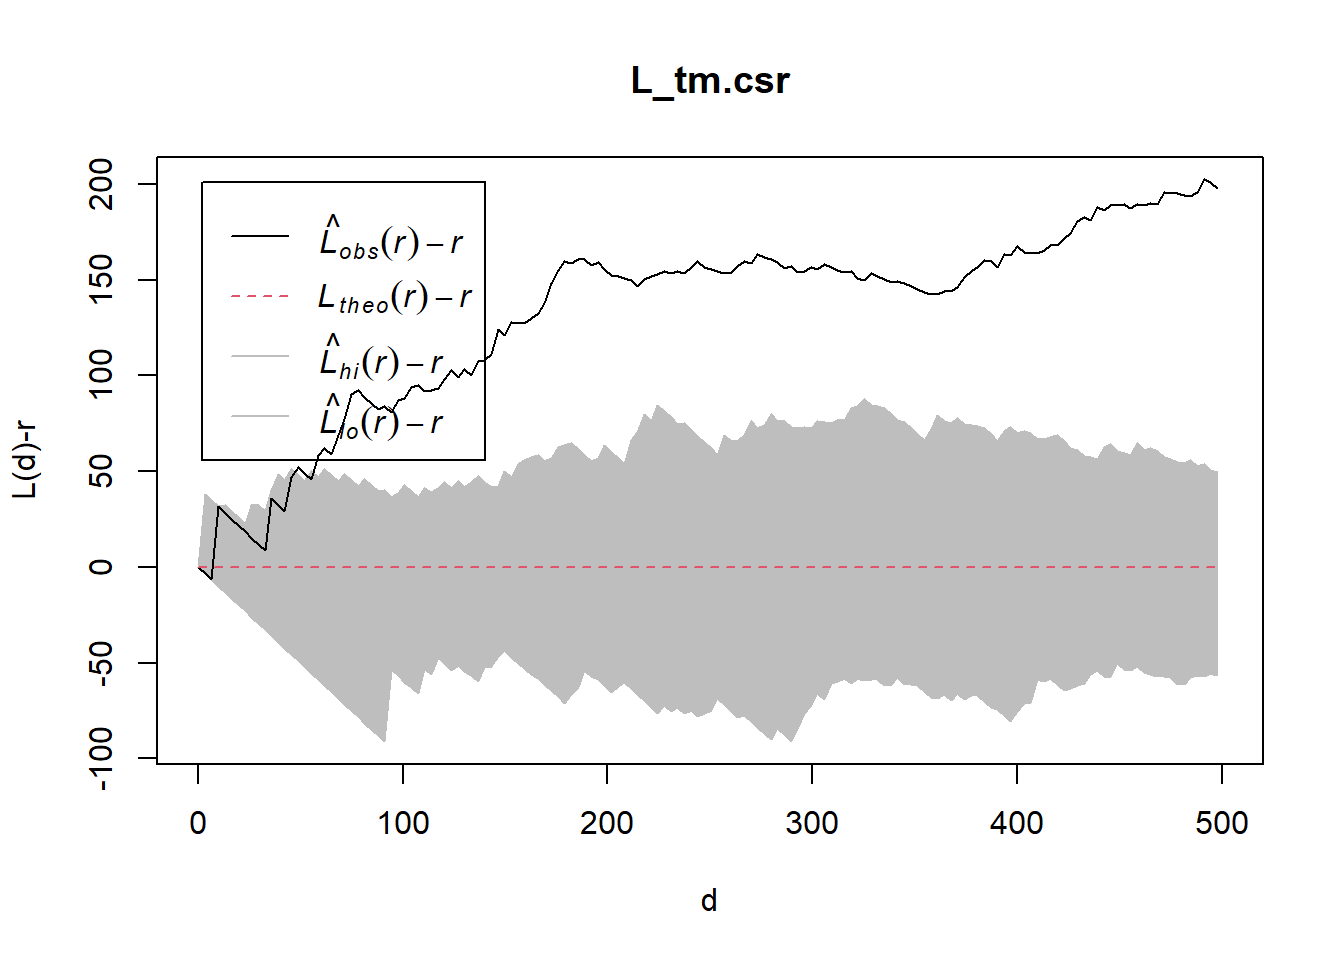 L_tm.csr
L̂obs(r) − r
Ltheo(r) − r
L̂hi(r) − r
L̂lo(r) − r
L(d)-r
200
150
100
50
0
-50
-100
0 100 200 300 400 500
d